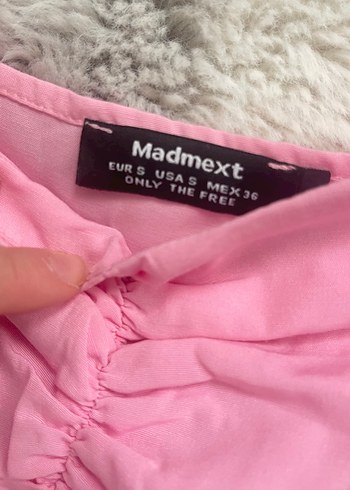 Madmext
EUR S USA S MEX 36
ONLY THE FREE